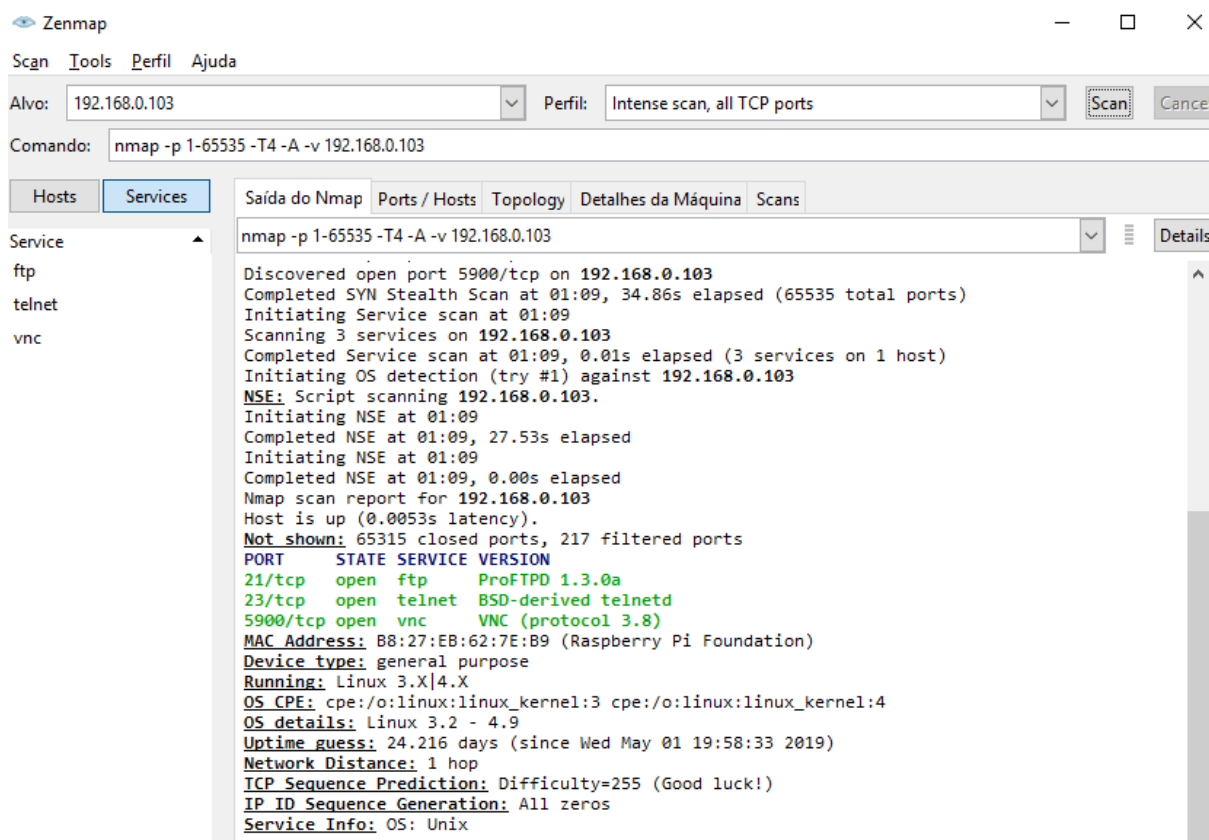 Zenmap
Scan Tools Perfil Ajuda
Alvo: 192.168.0.103 Perfil: Intense scan, all TCP ports Scan Cance
Comando: nmap -p 1-65535 -T4 -A -v 192.168.0.103
Hosts Services
Service
ftp
telnet
vnc
Saída do Nmap Ports / Hosts Topology Detalhes da Máquina Scans
nmap -p 1-65535 -T4 -A -v 192.168.0.103 Details
Discovered open port 5900/tcp on 192.168.0.103
Completed SYN Stealth Scan at 01:09, 34.86s elapsed (65535 total ports)
Initiating Service scan at 01:09
Scanning 3 services on 192.168.0.103
Completed Service scan at 01:09, 0.01s elapsed (3 services on 1 host)
Initiating OS detection (try #1) against 192.168.0.103
NSE: Script scanning 192.168.0.103.
Initiating NSE at 01:09
Completed NSE at 01:09, 27.53s elapsed
Initiating NSE at 01:09
Completed NSE at 01:09, 0.00s elapsed
Nmap scan report for 192.168.0.103
Host is up (0.0053s latency).
Not shown: 65315 closed ports, 217 filtered ports
PORT STATE SERVICE VERSION
21/tcp open ftp ProFTPD 1.3.0a
23/tcp open telnet BSD-derived telnetd
5900/tcp open vnc VNC (protocol 3.8)
MAC Address: B8:27:EB:62:7E:B9 (Raspberry Pi Foundation)
Device type: general purpose
Running: Linux 3.X|4.X
OS CPE: cpe:/o:linux:linux_kernel:3 cpe:/o:linux:linux_kernel:4
OS details: Linux 3.2 - 4.9
Uptime guess: 24.216 days (since Wed May 01 19:58:33 2019)
Network Distance: 1 hop
TCP Sequence Prediction: Difficulty=255 (Good luck!)
IP ID Sequence Generation: All zeros
Service Info: OS: Unix